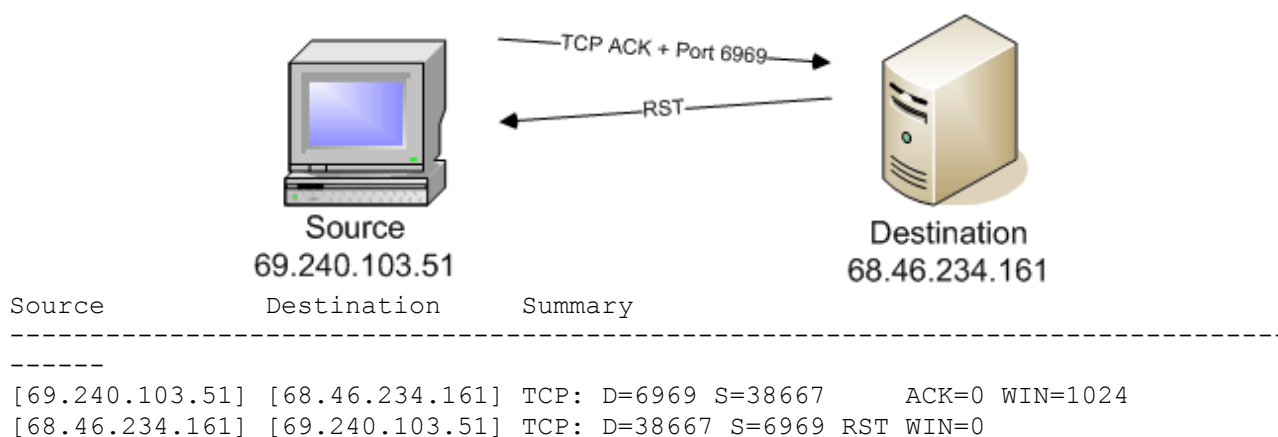 TCP ACK + Port 6969
RST
Source
69.240.103.51
Destination
68.46.234.161
Source Destination Summary
--------------------------------------------------------------------------------
------
[69.240.103.51] [68.46.234.161] TCP: D=6969 S=38667 ACK=0 WIN=1024
[68.46.234.161] [69.240.103.51] TCP: D=38667 S=6969 RST WIN=0